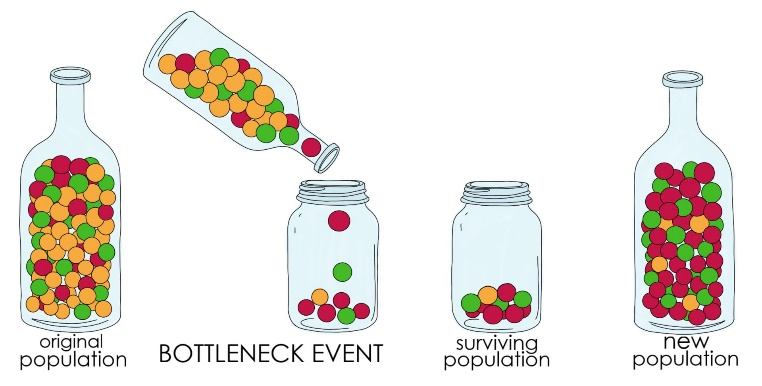 original
population
BOTTLENECK EVENT
surviving
population
new
population